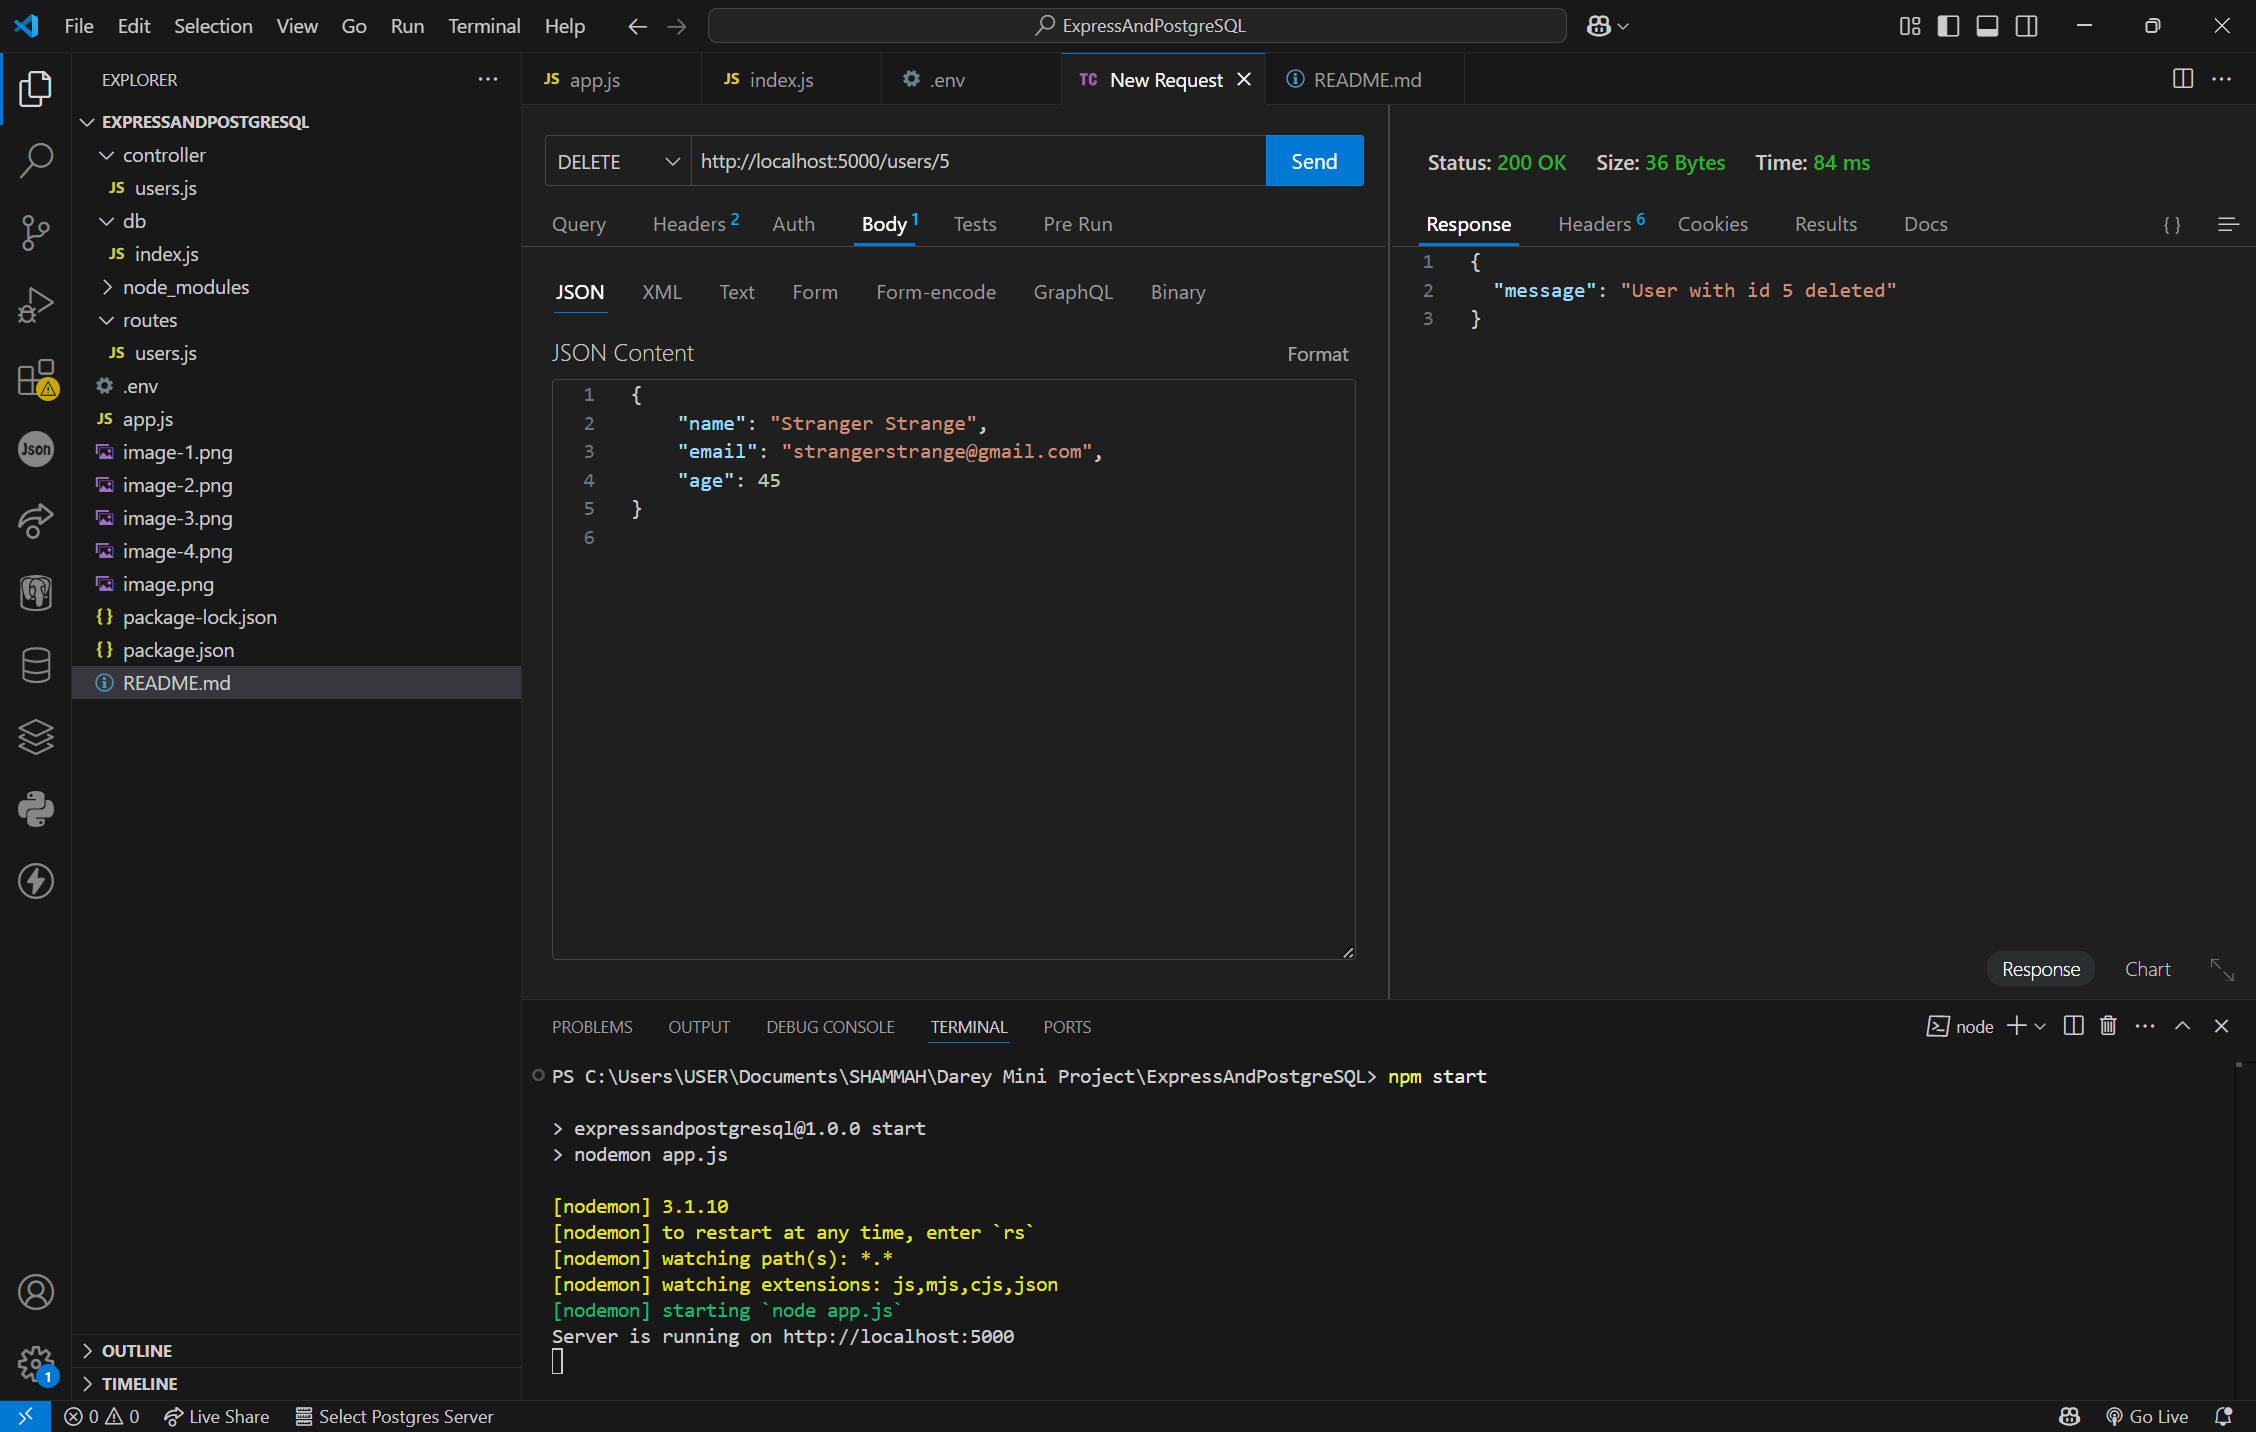 File Edit Selection View Go Run Terminal Help
ExpressAndPostgreSQL
EXPLORER
EXPRESSANDPOSTGRESQL
controller
JS users.js
db
JS index.js
node_modules
routes
JS users.js
.env
JS app.js
image-1.png
image-2.png
image-3.png
image-4.png
image.png
{} package-lock.json
{} package.json
README.md
OUTLINE
TIMELINE
Json
1
JS app.js
JS index.js
.env
TC New Request
README.md
DELETE http://localhost:5000/users/5 Send
Query Headers 2 Auth Body 1 Tests Pre Run
JSON XML Text Form Form-encode GraphQL Binary
JSON Content Format
1 {
2 "name": "Stranger Strange",
3 "email": "strangerstrange@gmail.com",
4 "age": 45
5 }
6
Status: 200 OK Size: 36 Bytes Time: 84 ms
Response Headers 6 Cookies Results Docs { }
1 {
2 "message": "User with id 5 deleted"
3 }
Response Chart
PROBLEMS OUTPUT DEBUG CONSOLE TERMINAL PORTS
node
PS C:\Users\USER\Documents\SHAMMAH\Darey Mini Project\ExpressAndPostgreSQL> npm start
> expressandpostgresql@1.0.0 start
> nodemon app.js
[nodemon] 3.1.10
[nodemon] to restart at any time, enter `rs`
[nodemon] watching path(s): *.*
[nodemon] watching extensions: js,mjs,cjs,json
[nodemon] starting `node app.js`
Server is running on http://localhost:5000
0 0 Live Share Select Postgres Server Go Live